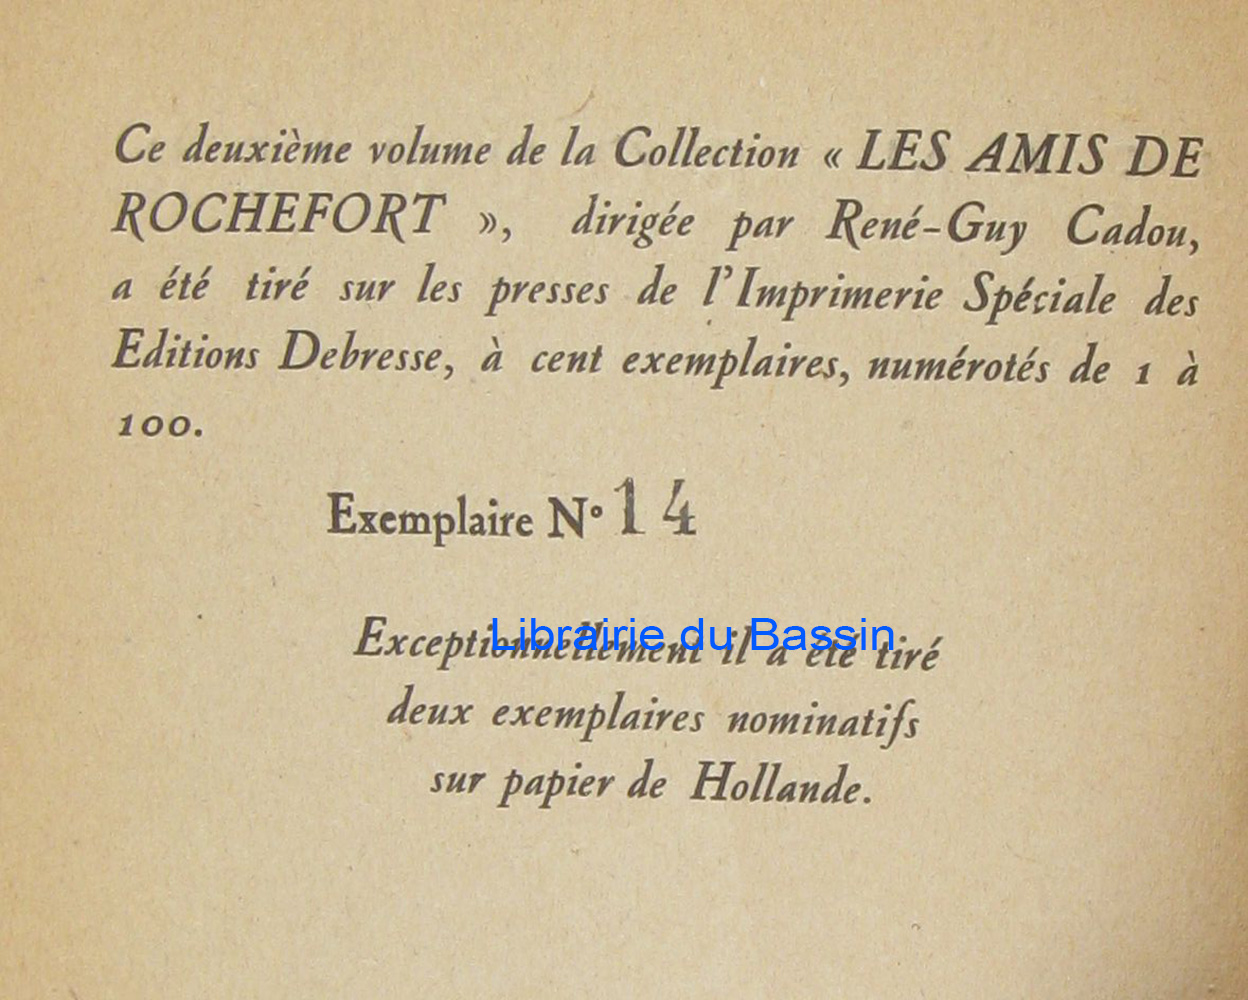 Ce deuxième volume de la Collection « LES AMIS DE
ROCHEFORT », dirigée par René-Guy Cadou,
a été tiré sur les presses de l'Imprimerie Spéciale des
Editions Debresse, à cent exemplaires, numérotés de 1 à
100.
Exemplaire N° 14
Exceptionnellement il a été tiré
Librairie du Bassin
deux exemplaires nominatifs
sur papier de Hollande.